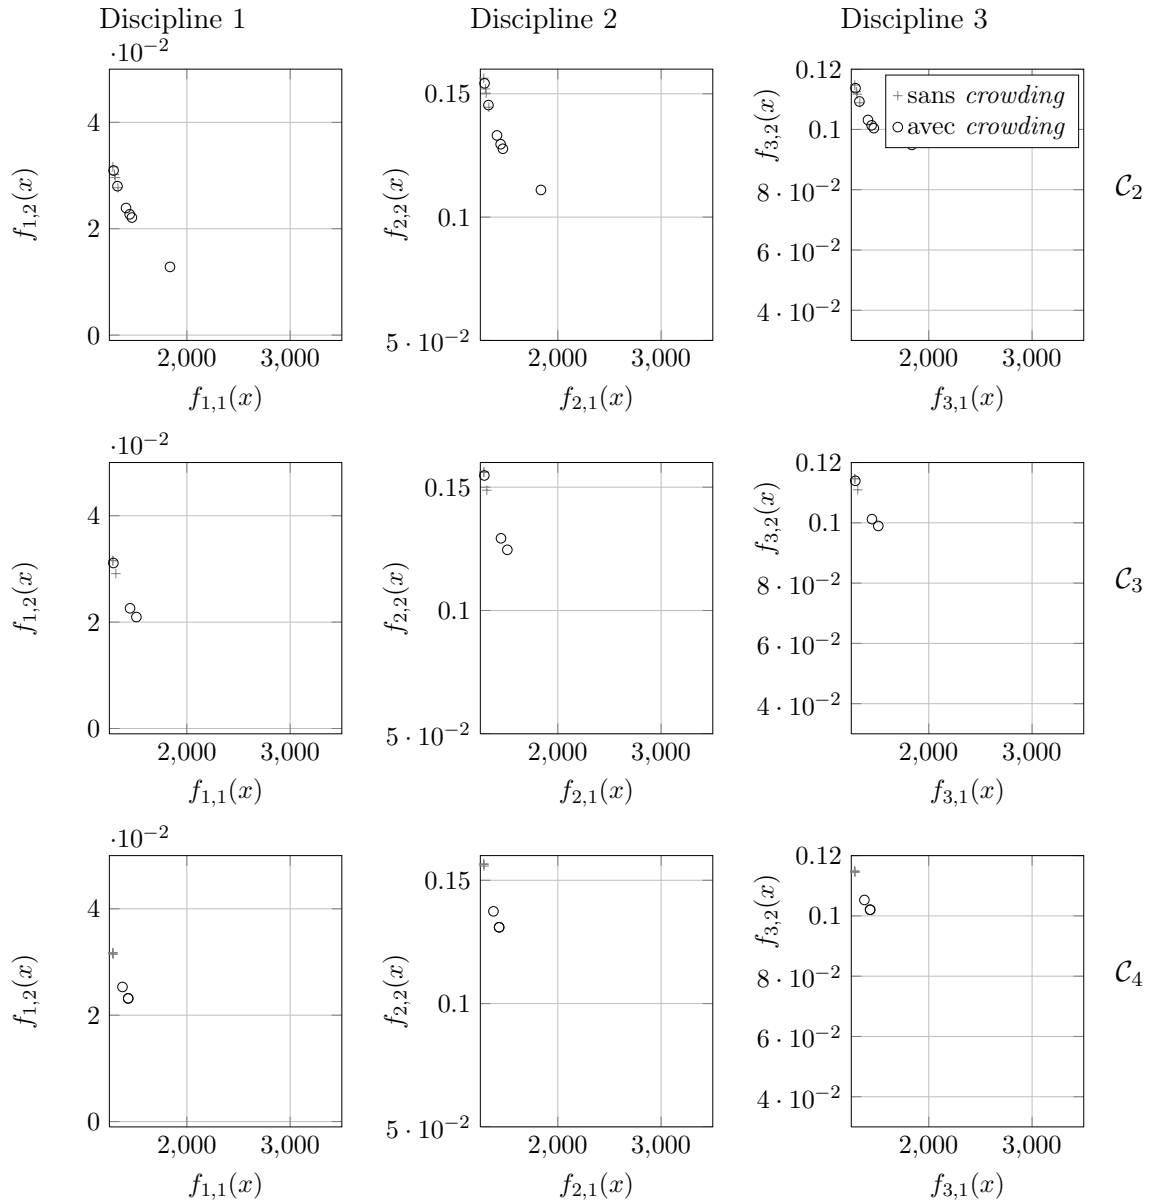 Discipline 1 Discipline 2 Discipline 3
·10⁻²
4
2
0
f₁,₂(x)
2,000 3,000
f₁,₁(x)
0.15
0.1
5 · 10⁻²
f₂,₂(x)
2,000 3,000
f₂,₁(x)
0.12
0.1
8 · 10⁻²
6 · 10⁻²
4 · 10⁻²
f₃,₂(x)
sans crowding
avec crowding
2,000 3,000
f₃,₁(x)
𝒞₂
·10⁻²
4
2
0
f₁,₂(x)
2,000 3,000
f₁,₁(x)
0.15
0.1
5 · 10⁻²
f₂,₂(x)
2,000 3,000
f₂,₁(x)
0.12
0.1
8 · 10⁻²
6 · 10⁻²
4 · 10⁻²
f₃,₂(x)
2,000 3,000
f₃,₁(x)
𝒞₃
·10⁻²
4
2
0
f₁,₂(x)
2,000 3,000
f₁,₁(x)
0.15
0.1
5 · 10⁻²
f₂,₂(x)
2,000 3,000
f₂,₁(x)
0.12
0.1
8 · 10⁻²
6 · 10⁻²
4 · 10⁻²
f₃,₂(x)
2,000 3,000
f₃,₁(x)
𝒞₄